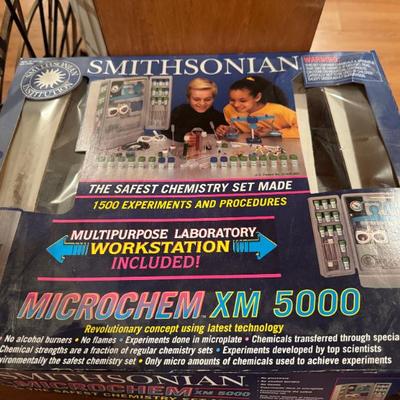 SMITHSONIAN
SMITHSONIAN
INSTITUTION
WARNING!
THE SAFEST CHEMISTRY SET MADE
1500 EXPERIMENTS AND PROCEDURES
MULTIPURPOSE LABORATORY
WORKSTATION
INCLUDED!
MICROCHEM™ XM 5000
Revolutionary concept using latest technology
• No alcohol burners • No flames • Experiments done in microplate • Chemicals transferred through special
Chemical strengths are a fraction of regular chemistry sets • Experiments developed by top scientists
nvironmentally the safest chemistry set • Only micro amounts of chemicals used to achieve experiments
SMITHSONIAN
MICROCHEM XM 5000
SAFEST CHEMISTRY SE